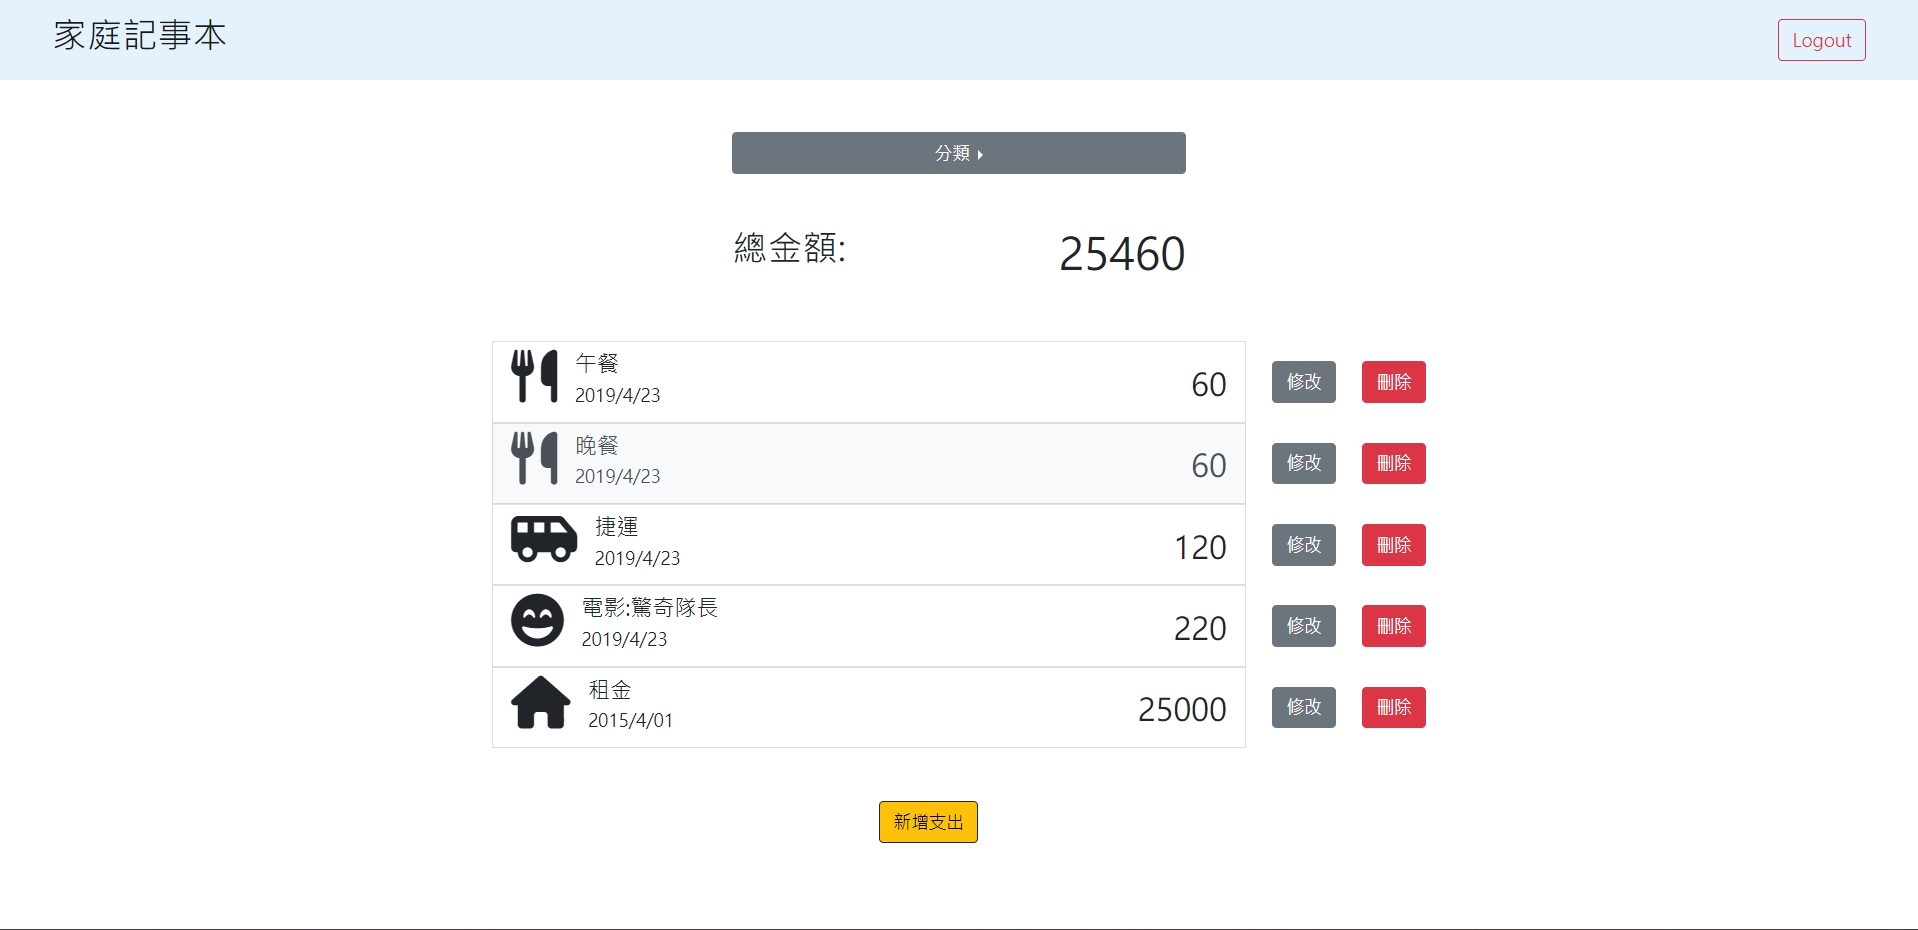 家庭記事本
Logout
分類
總金額:
25460
午餐
2019/4/23
60
修改
刪除
晚餐
2019/4/23
60
修改
刪除
捷運
2019/4/23
120
修改
刪除
電影:驚奇隊長
2019/4/23
220
修改
刪除
租金
2015/4/01
25000
修改
刪除
新增支出